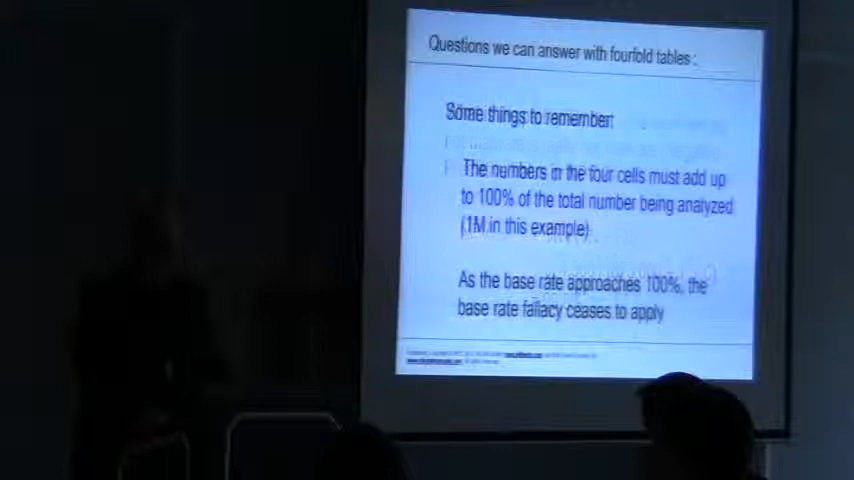 Questions we can answer with fourfold tables :
Some things to remember:
The numbers in the four cells must add up
to 100% of the total number being analyzed
(1M in this example)
As the base rate approaches 100%, the
base rate fallacy ceases to apply